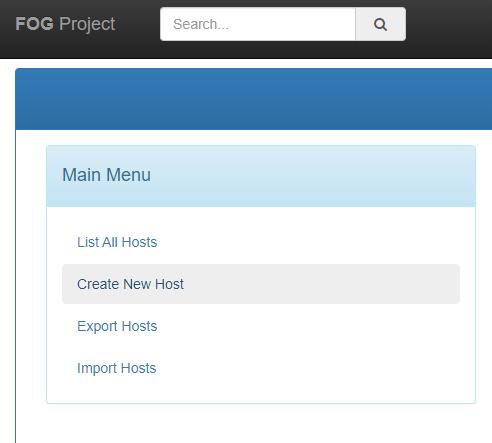 FOG Project
Search...
Main Menu
List All Hosts
Create New Host
Export Hosts
Import Hosts